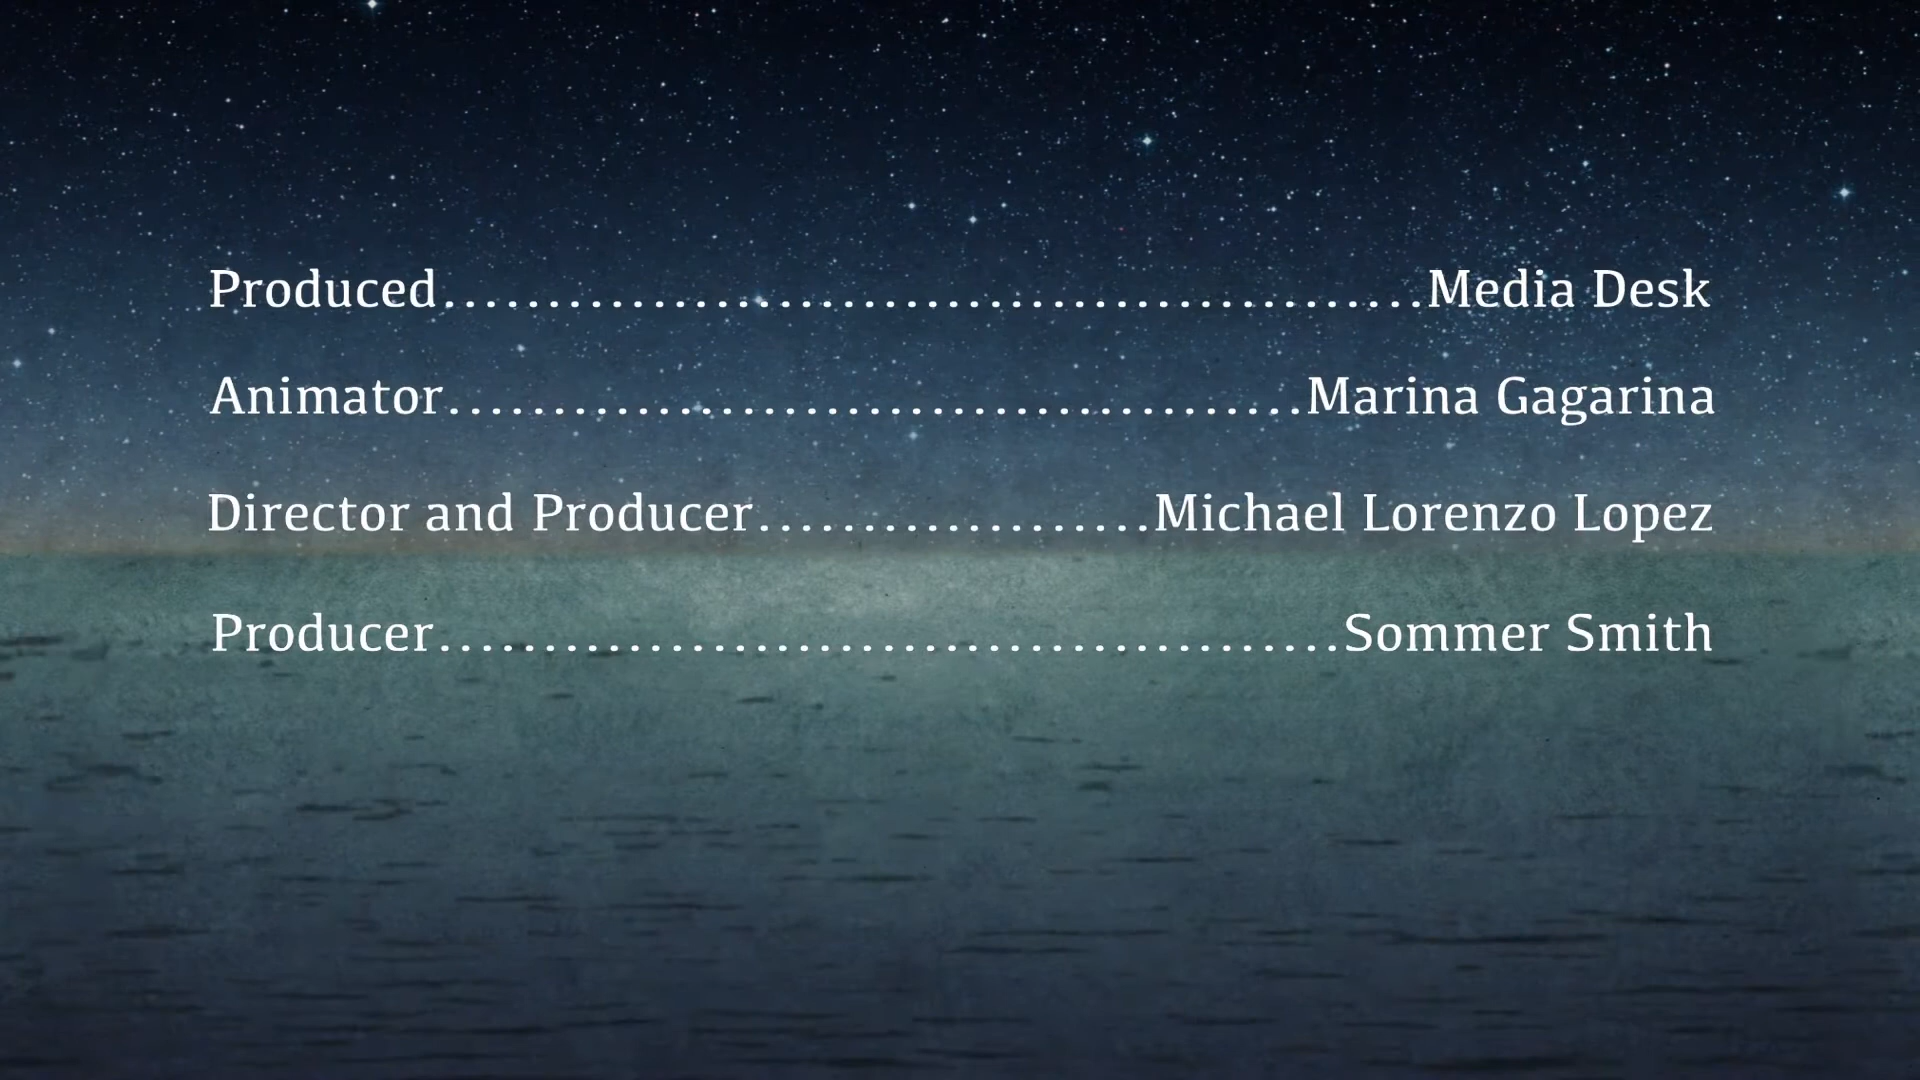 Produced...............................................Media Desk
Animator.........................................Marina Gagarina
Director and Producer...................Michael Lorenzo Lopez
Producer...........................................Sommer Smith